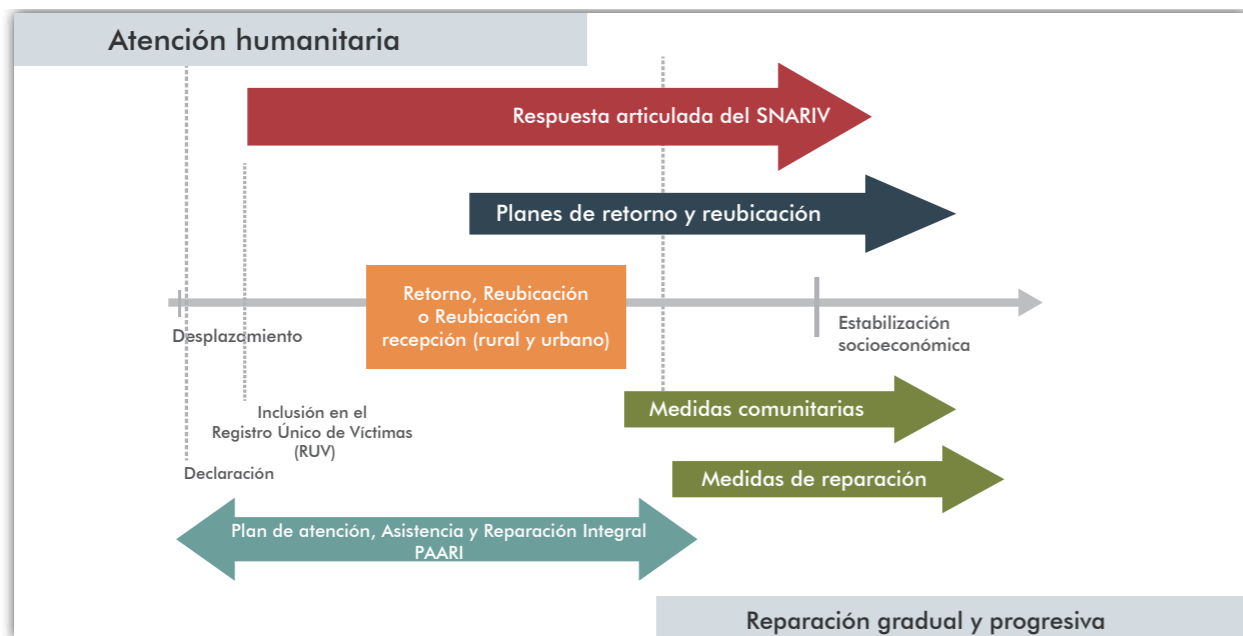 Atención humanitaria
Respuesta articulada del SNARIV
Planes de retorno y reubicación
Retorno, Reubicación
o Reubicación en
recepción (rural y urbano)
Desplazamiento
Estabilización
socioeconómica
Inclusión en el
Registro Único de Víctimas
(RUV)
Declaración
Medidas comunitarias
Medidas de reparación
Plan de atención, Asistencia y Reparación Integral
PAARI
Reparación gradual y progresiva